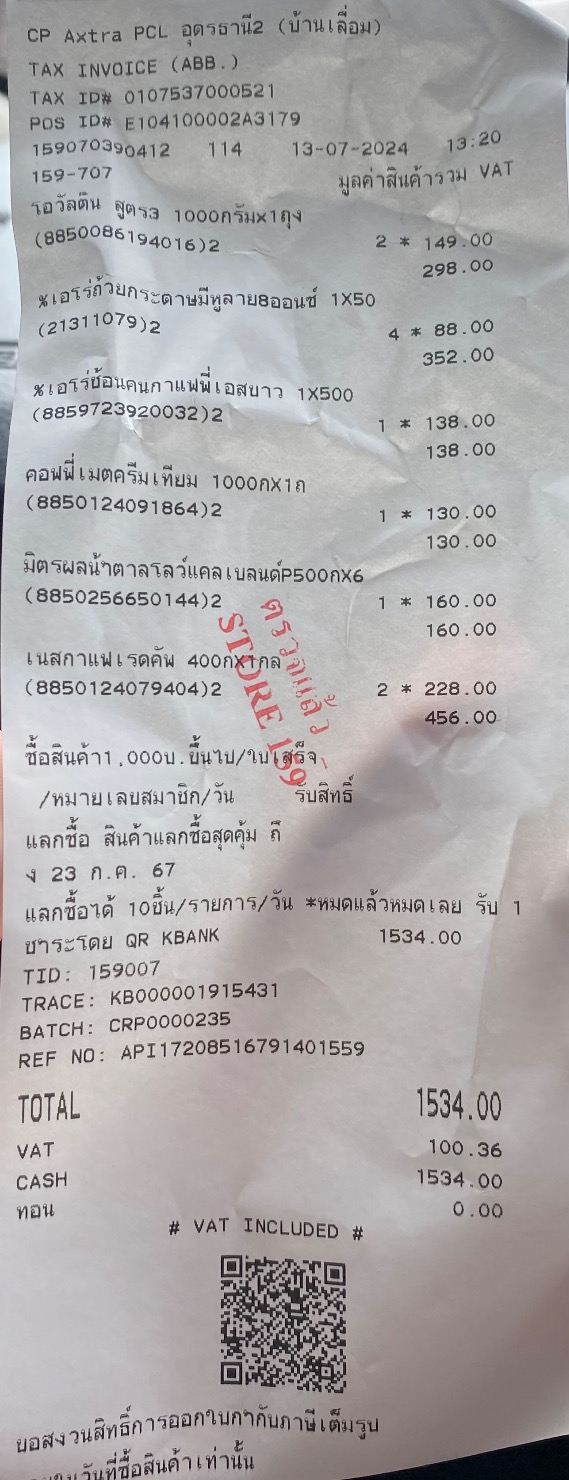 CP Axtra PCL อุดรธานี2 (บ้านเลื่อม)
TAX INVOICE (ABB.)
TAX ID# 0107537000521
POS ID# E104100002A3179
159070390412 114 13-07-2024 13:20
159-707 มูลค่าสินค้ารวม VAT
โอวัลติน สูตร3 1000กรัมx1ถุง
(8850086194016)2 2 * 149.00
298.00
%เอโร่ถ้วยกระดาษมีหูลาย8ออนซ์ 1X50
(21311079)2 4 * 88.00
352.00
%เอโร่ช้อนคนกาแฟพีเอสขาว 1X500
(8859723920032)2 1 * 138.00
138.00
คอฟฟี่เมตครีมเทียม 1000กX1ถ
(8850124091864)2 1 * 130.00
130.00
มิตรผลน้ำตาลโลว์แคลเบลนด์P500กX6
(8850256650144)2 1 * 160.00
160.00
เนสกาแฟเรดคัพ 400กx1กล
(8850124079404)2 2 * 228.00
456.00
ตรวจแล้ว
STORE 159
ซื้อสินค้า1,000บ.ขึ้นไป/ใบเสร็จ
/หมายเลขสมาชิก/วัน รับสิทธิ์
แลกซื้อ สินค้าแลกซื้อสุดคุ้ม ถึ
ง 23 ก.ค. 67
แลกซื้อได้ 10ชิ้น/รายการ/วัน *หมดแล้วหมดเลย รับ 1
ชำระโดย QR KBANK 1534.00
TID: 159007
TRACE: KB000001915431
BATCH: CRP0000235
REF NO: API17208516791401559
TOTAL 1534.00
VAT 100.36
CASH 1534.00
ทอน 0.00
# VAT INCLUDED #
ขอสงวนสิทธิ์การออกใบกำกับภาษีเต็มรูป
วันที่ซื้อสินค้าเท่านั้น